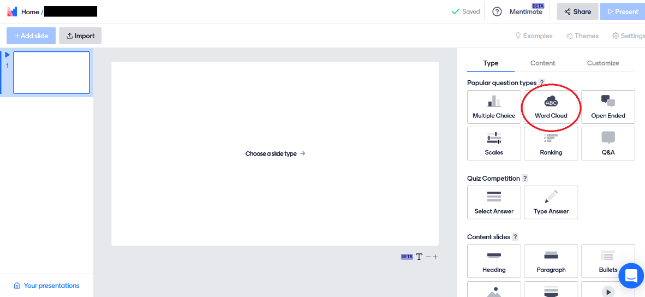 Home /
Saved
Mentimote
BETA
Share
Present
+ Add slide
Import
Examples
Themes
Settings
1
Choose a slide type →
BETA
T
Your presentations
Type
Content
Customize
Popular question types ?
Multiple Choice
ABC
Word Cloud
Open Ended
Scales
Ranking
Q&A
Quiz Competition ?
Select Answer
Type Answer
Content slides ?
Heading
Paragraph
Bullets